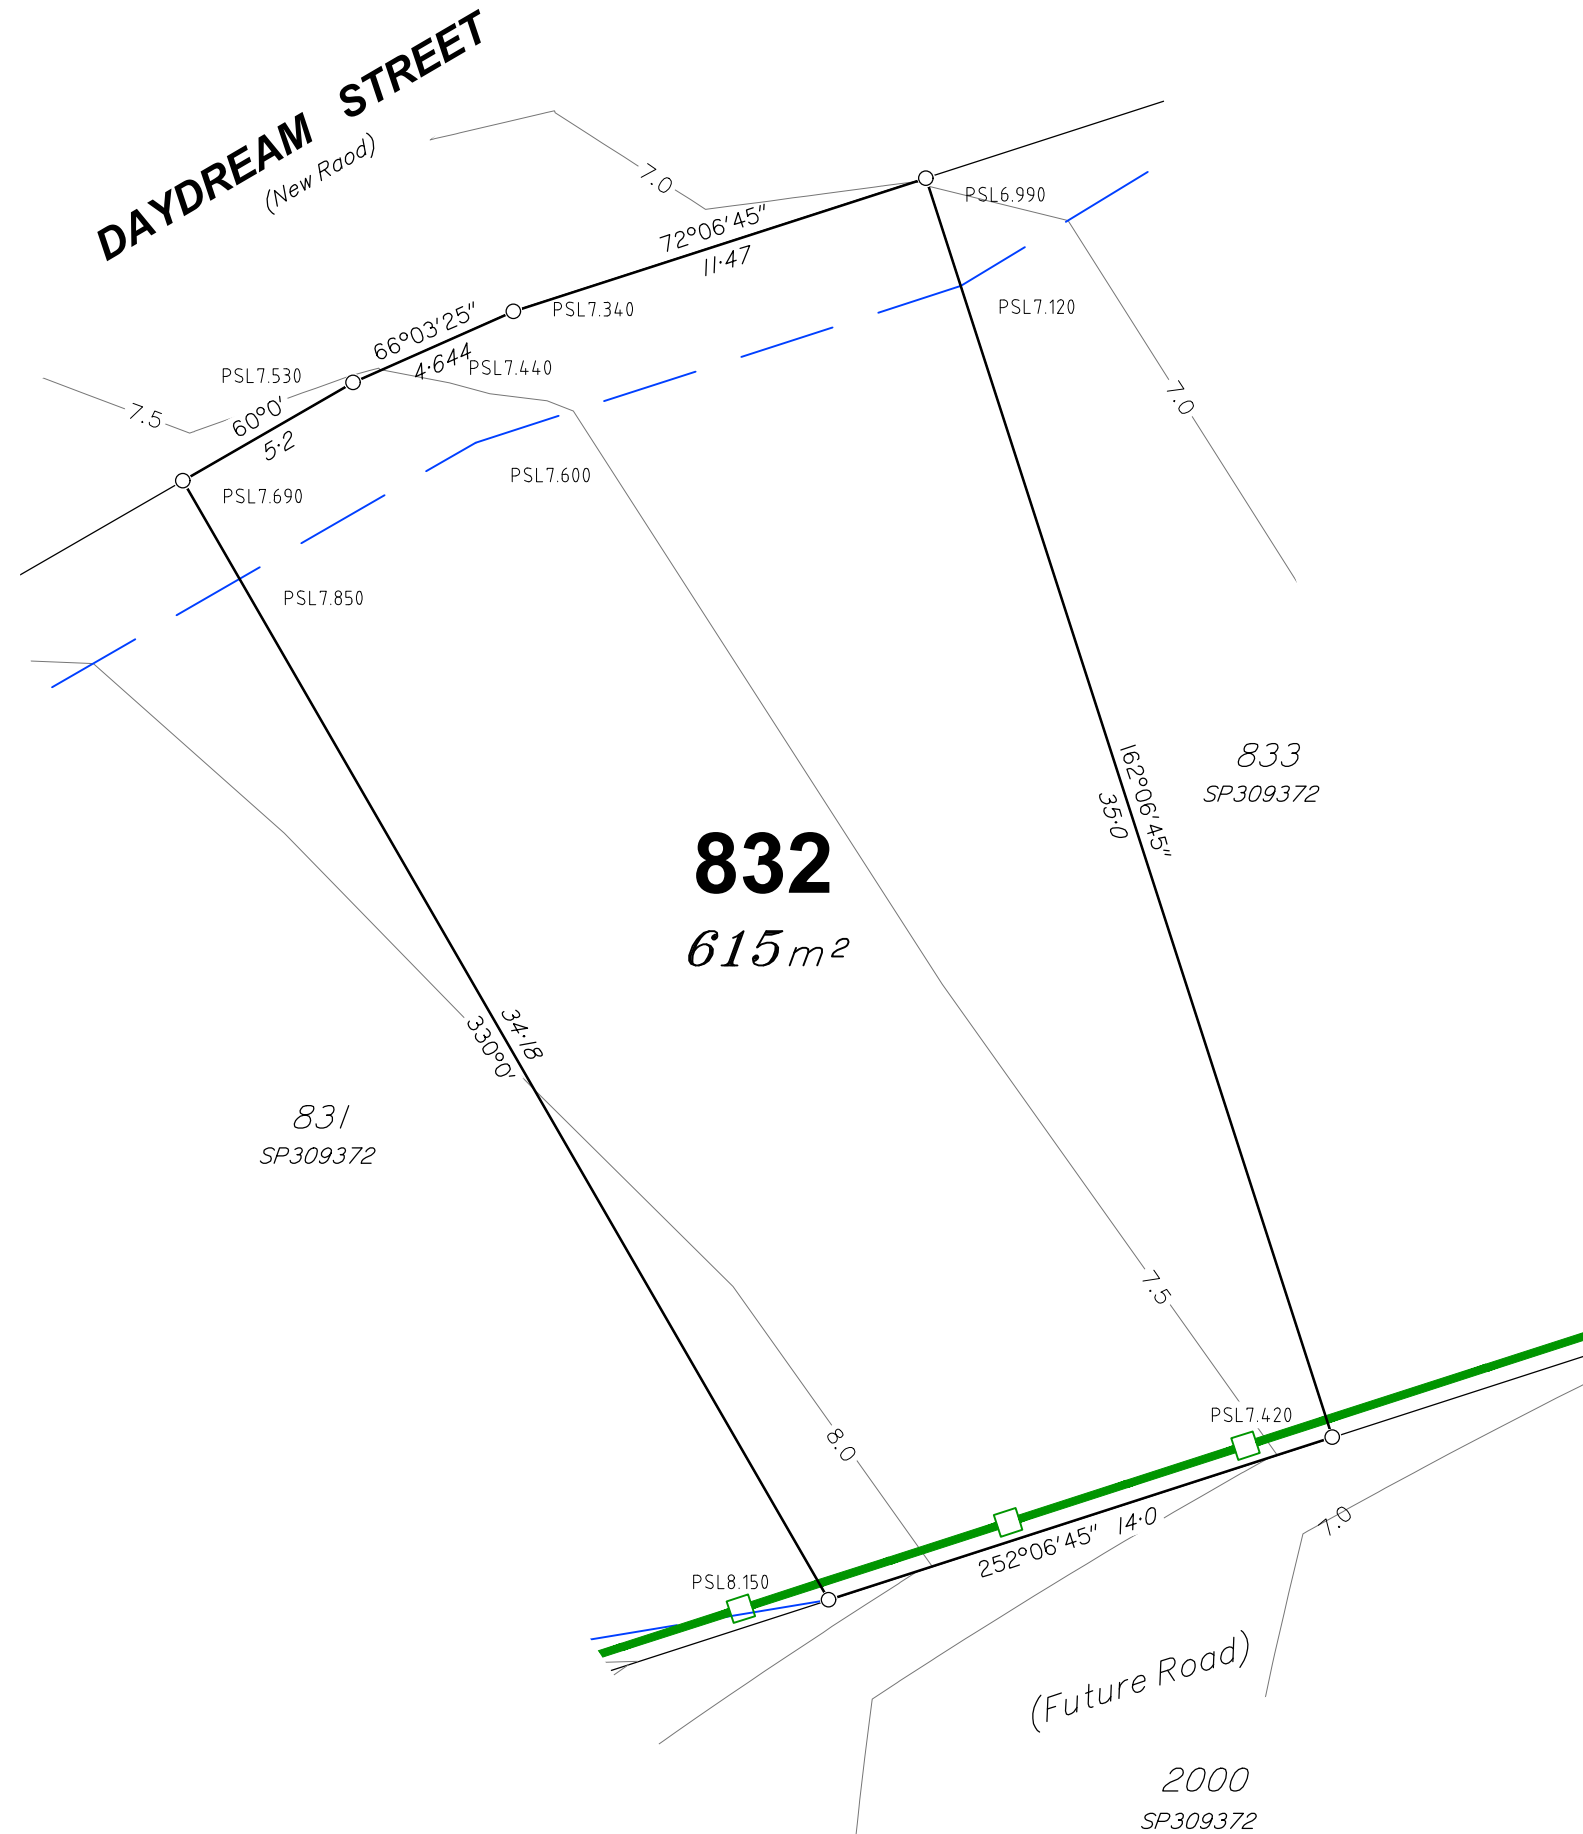 DAYDREAM STREET
(New Raod)
7.0
PSL6.990
72°06'45"
11·47
PSL7.120
66°03'25"
PSL7.340
4·644
PSL7.440
PSL7.530
7.5
60°0'
5·2
7.0
PSL7.600
PSL7.690
PSL7.850
162°06'45"
35·0
833
SP309372
832
615m²
34·18
330°0'
831
SP309372
7.5
PSL7.420
8.0
7.0
252°06'45" 14·0
PSL8.150
(Future Road)
2000
SP309372